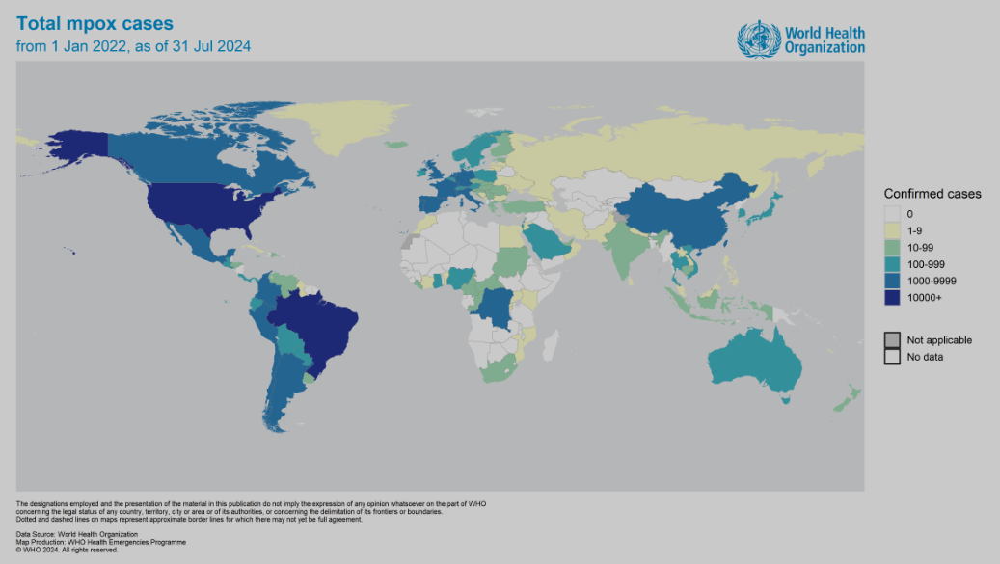 Total mpox cases
from 1 Jan 2022, as of 31 Jul 2024
World Health
Organization
Confirmed cases
0
1-9
10-99
100-999
1000-9999
10000+
Not applicable
No data
The designations employed and the presentation of the material in this publication do not imply the expression of any opinion whatsoever on the part of WHO
concerning the legal status of any country, territory, city or area or of its authorities, or concerning the delimitation of its frontiers or boundaries.
Dotted and dashed lines on maps represent approximate border lines for which there may not yet be full agreement.
Data Source: World Health Organization
Map Production: WHO Health Emergencies Programme
© WHO 2024. All rights reserved.